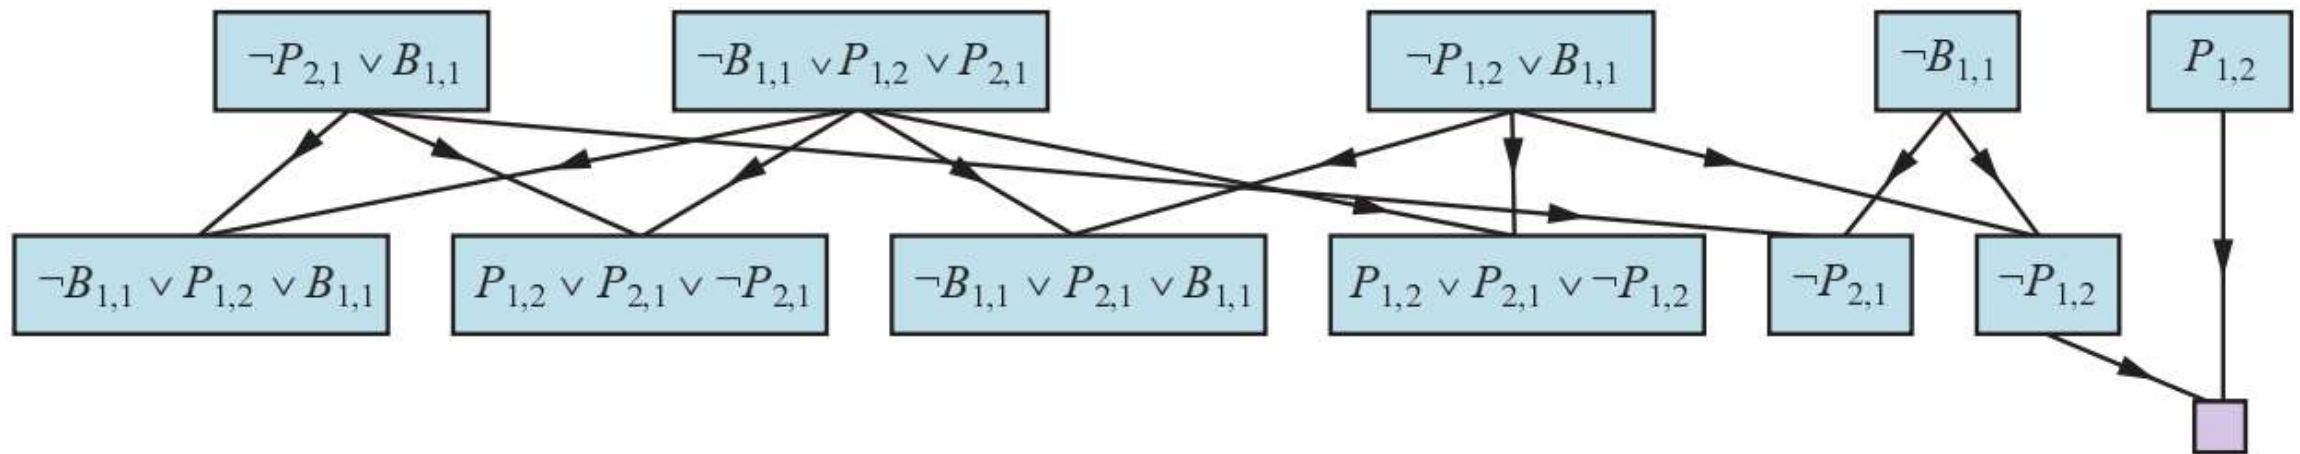 ¬P2,1 ∨ B1,1
¬B1,1 ∨ P1,2 ∨ P2,1
¬P1,2 ∨ B1,1
¬B1,1
P1,2
¬B1,1 ∨ P1,2 ∨ B1,1
P1,2 ∨ P2,1 ∨ ¬P2,1
¬B1,1 ∨ P2,1 ∨ B1,1
P1,2 ∨ P2,1 ∨ ¬P1,2
¬P2,1
¬P1,2